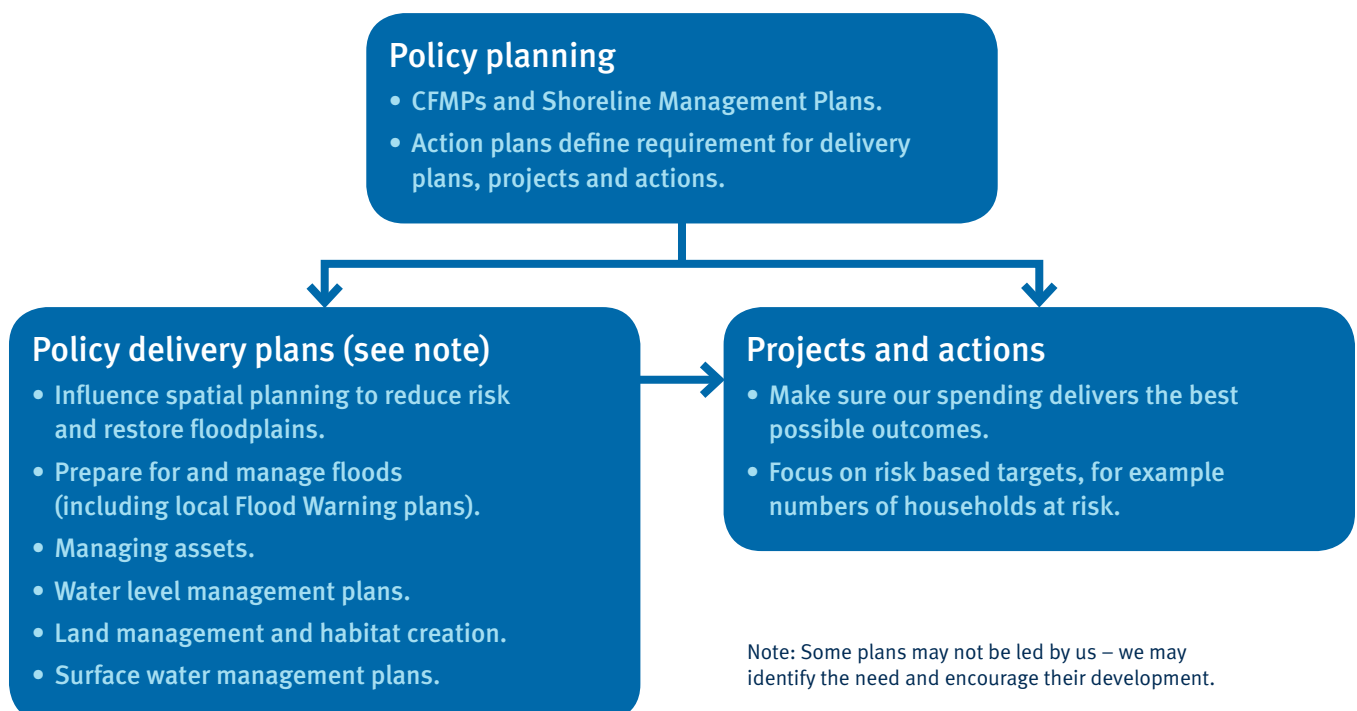 Policy planning
• CFMPs and Shoreline Management Plans.
• Action plans define requirement for delivery
plans, projects and actions.
Policy delivery plans (see note)
• Influence spatial planning to reduce risk
and restore floodplains.
• Prepare for and manage floods
(including local Flood Warning plans).
• Managing assets.
• Water level management plans.
• Land management and habitat creation.
• Surface water management plans.
Projects and actions
• Make sure our spending delivers the best
possible outcomes.
• Focus on risk based targets, for example
numbers of households at risk.
Note: Some plans may not be led by us – we may
identify the need and encourage their development.